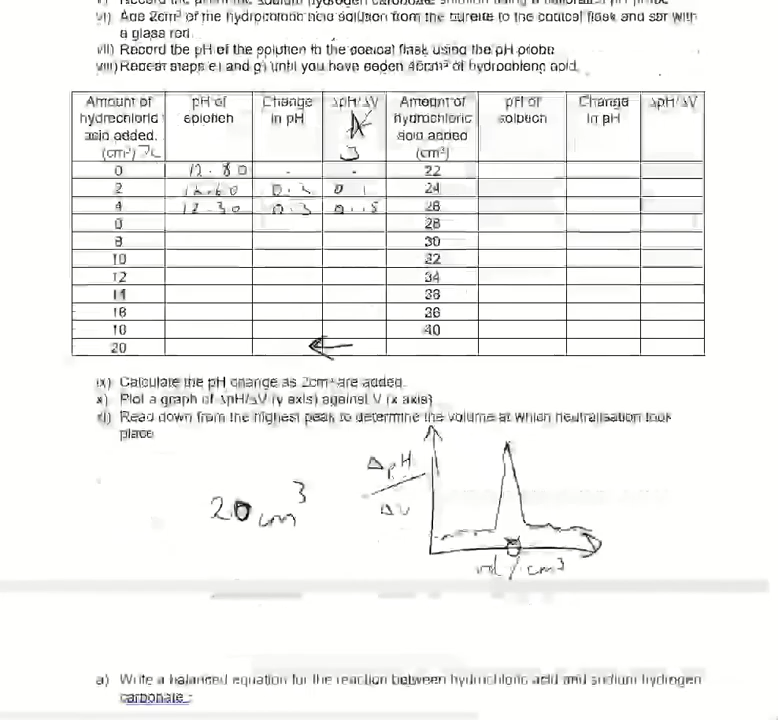 vi) Add 2cm³ of the hydrochloric acid solution from the burette to the conical flask and stir with
a glass rod.
vii) Record the pH of the solution in the conical flask using the pH probe
viii) Repeat steps e) and g) until you have added 40cm³ of hydrochloric acid.
Amount of hydrochloric acid added. (cm³) pH of solution Change in pH ΔpH/ΔV Amount of hydrochloric acid added (cm³) pH of solution Change in pH ΔpH/ΔV
0 12.80 - - 22
2 12.60 0.2 0.1 24
4 12.30 0.3 0.15 26
6 28
8 30
10 32
12 34
20
ix) Calculate the pH change as 2cm³ are added.
x) Plot a graph of ΔpH/ΔV (y axis) against V (x axis)
xi) Read down from the highest peak to determine the volume at which neutralisation took
place
ΔpH
ΔV
20 cm³
vol / cm³
a) Write a balanced equation for the reaction between hydrochloric acid and sodium hydrogen
carbonate